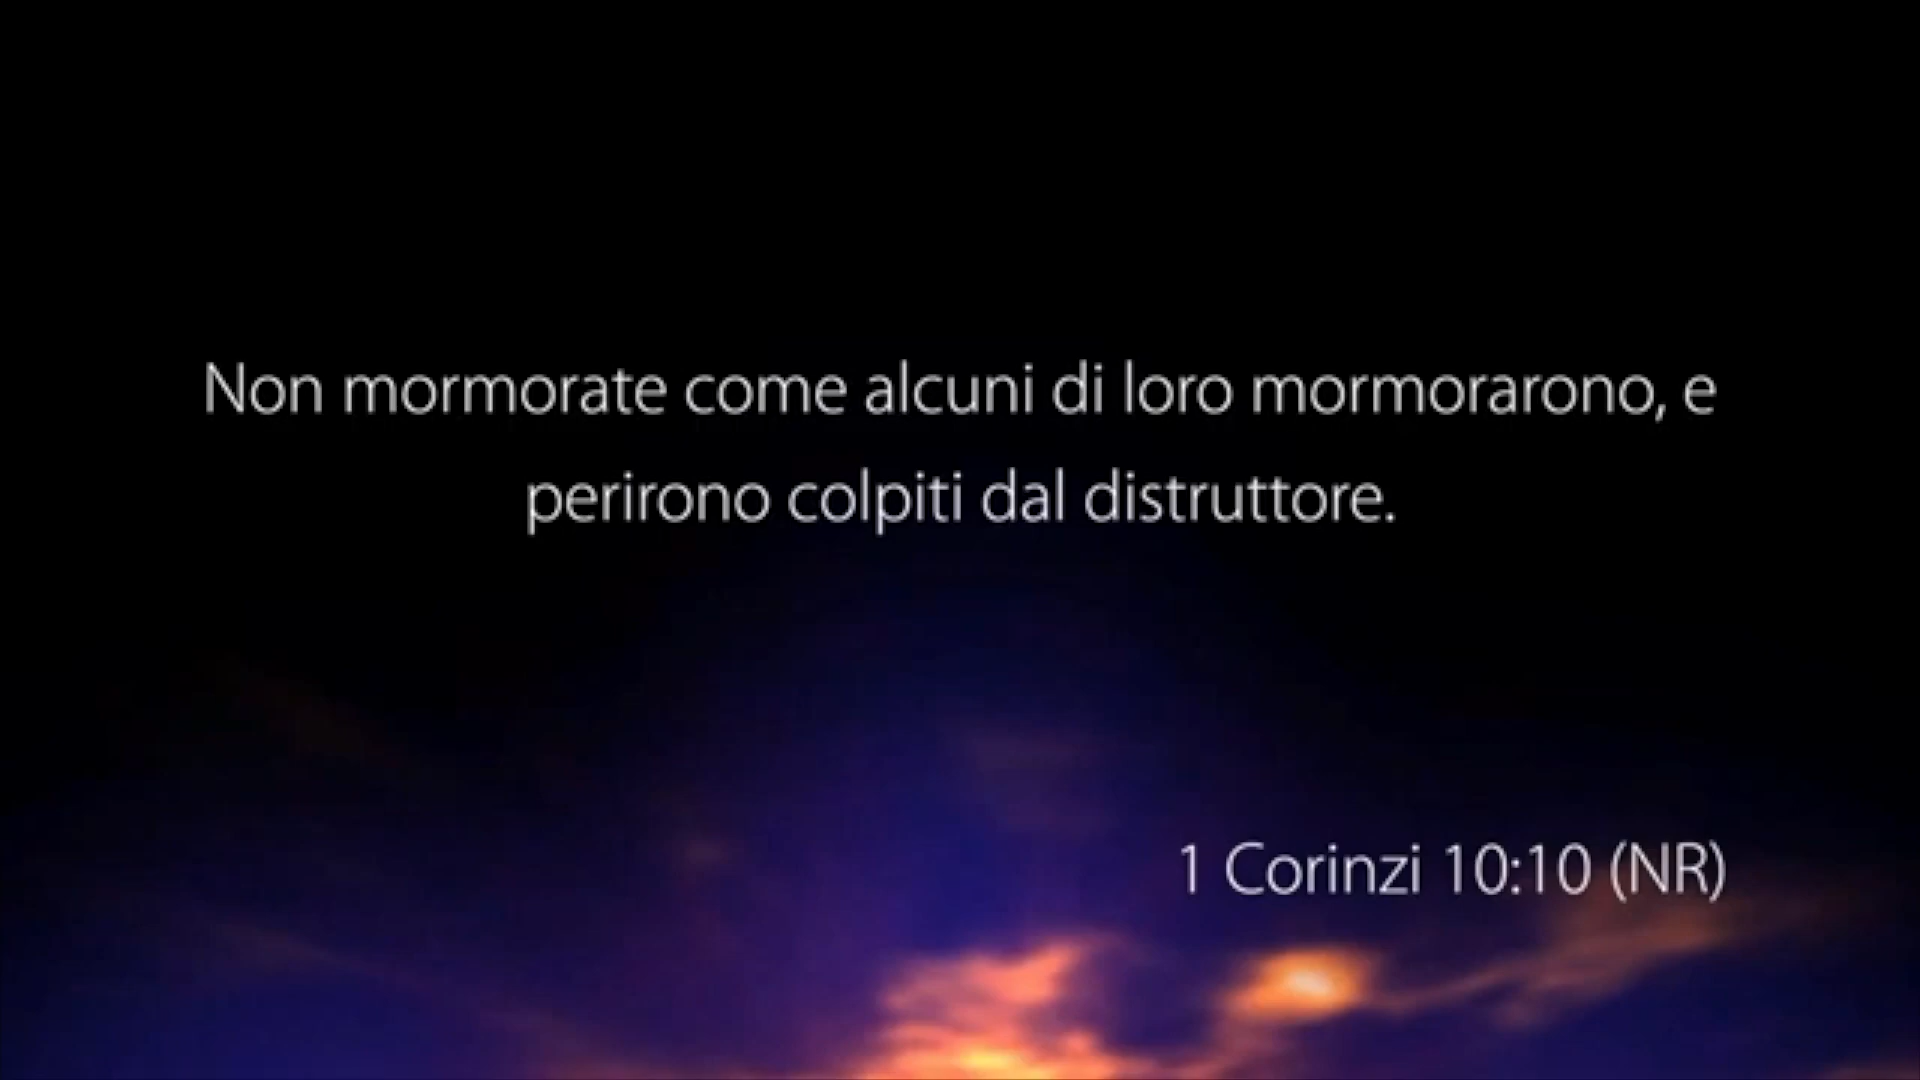 Non mormorate come alcuni di loro mormorarono, e
perirono colpiti dal distruttore.
1 Corinzi 10:10 (NR)